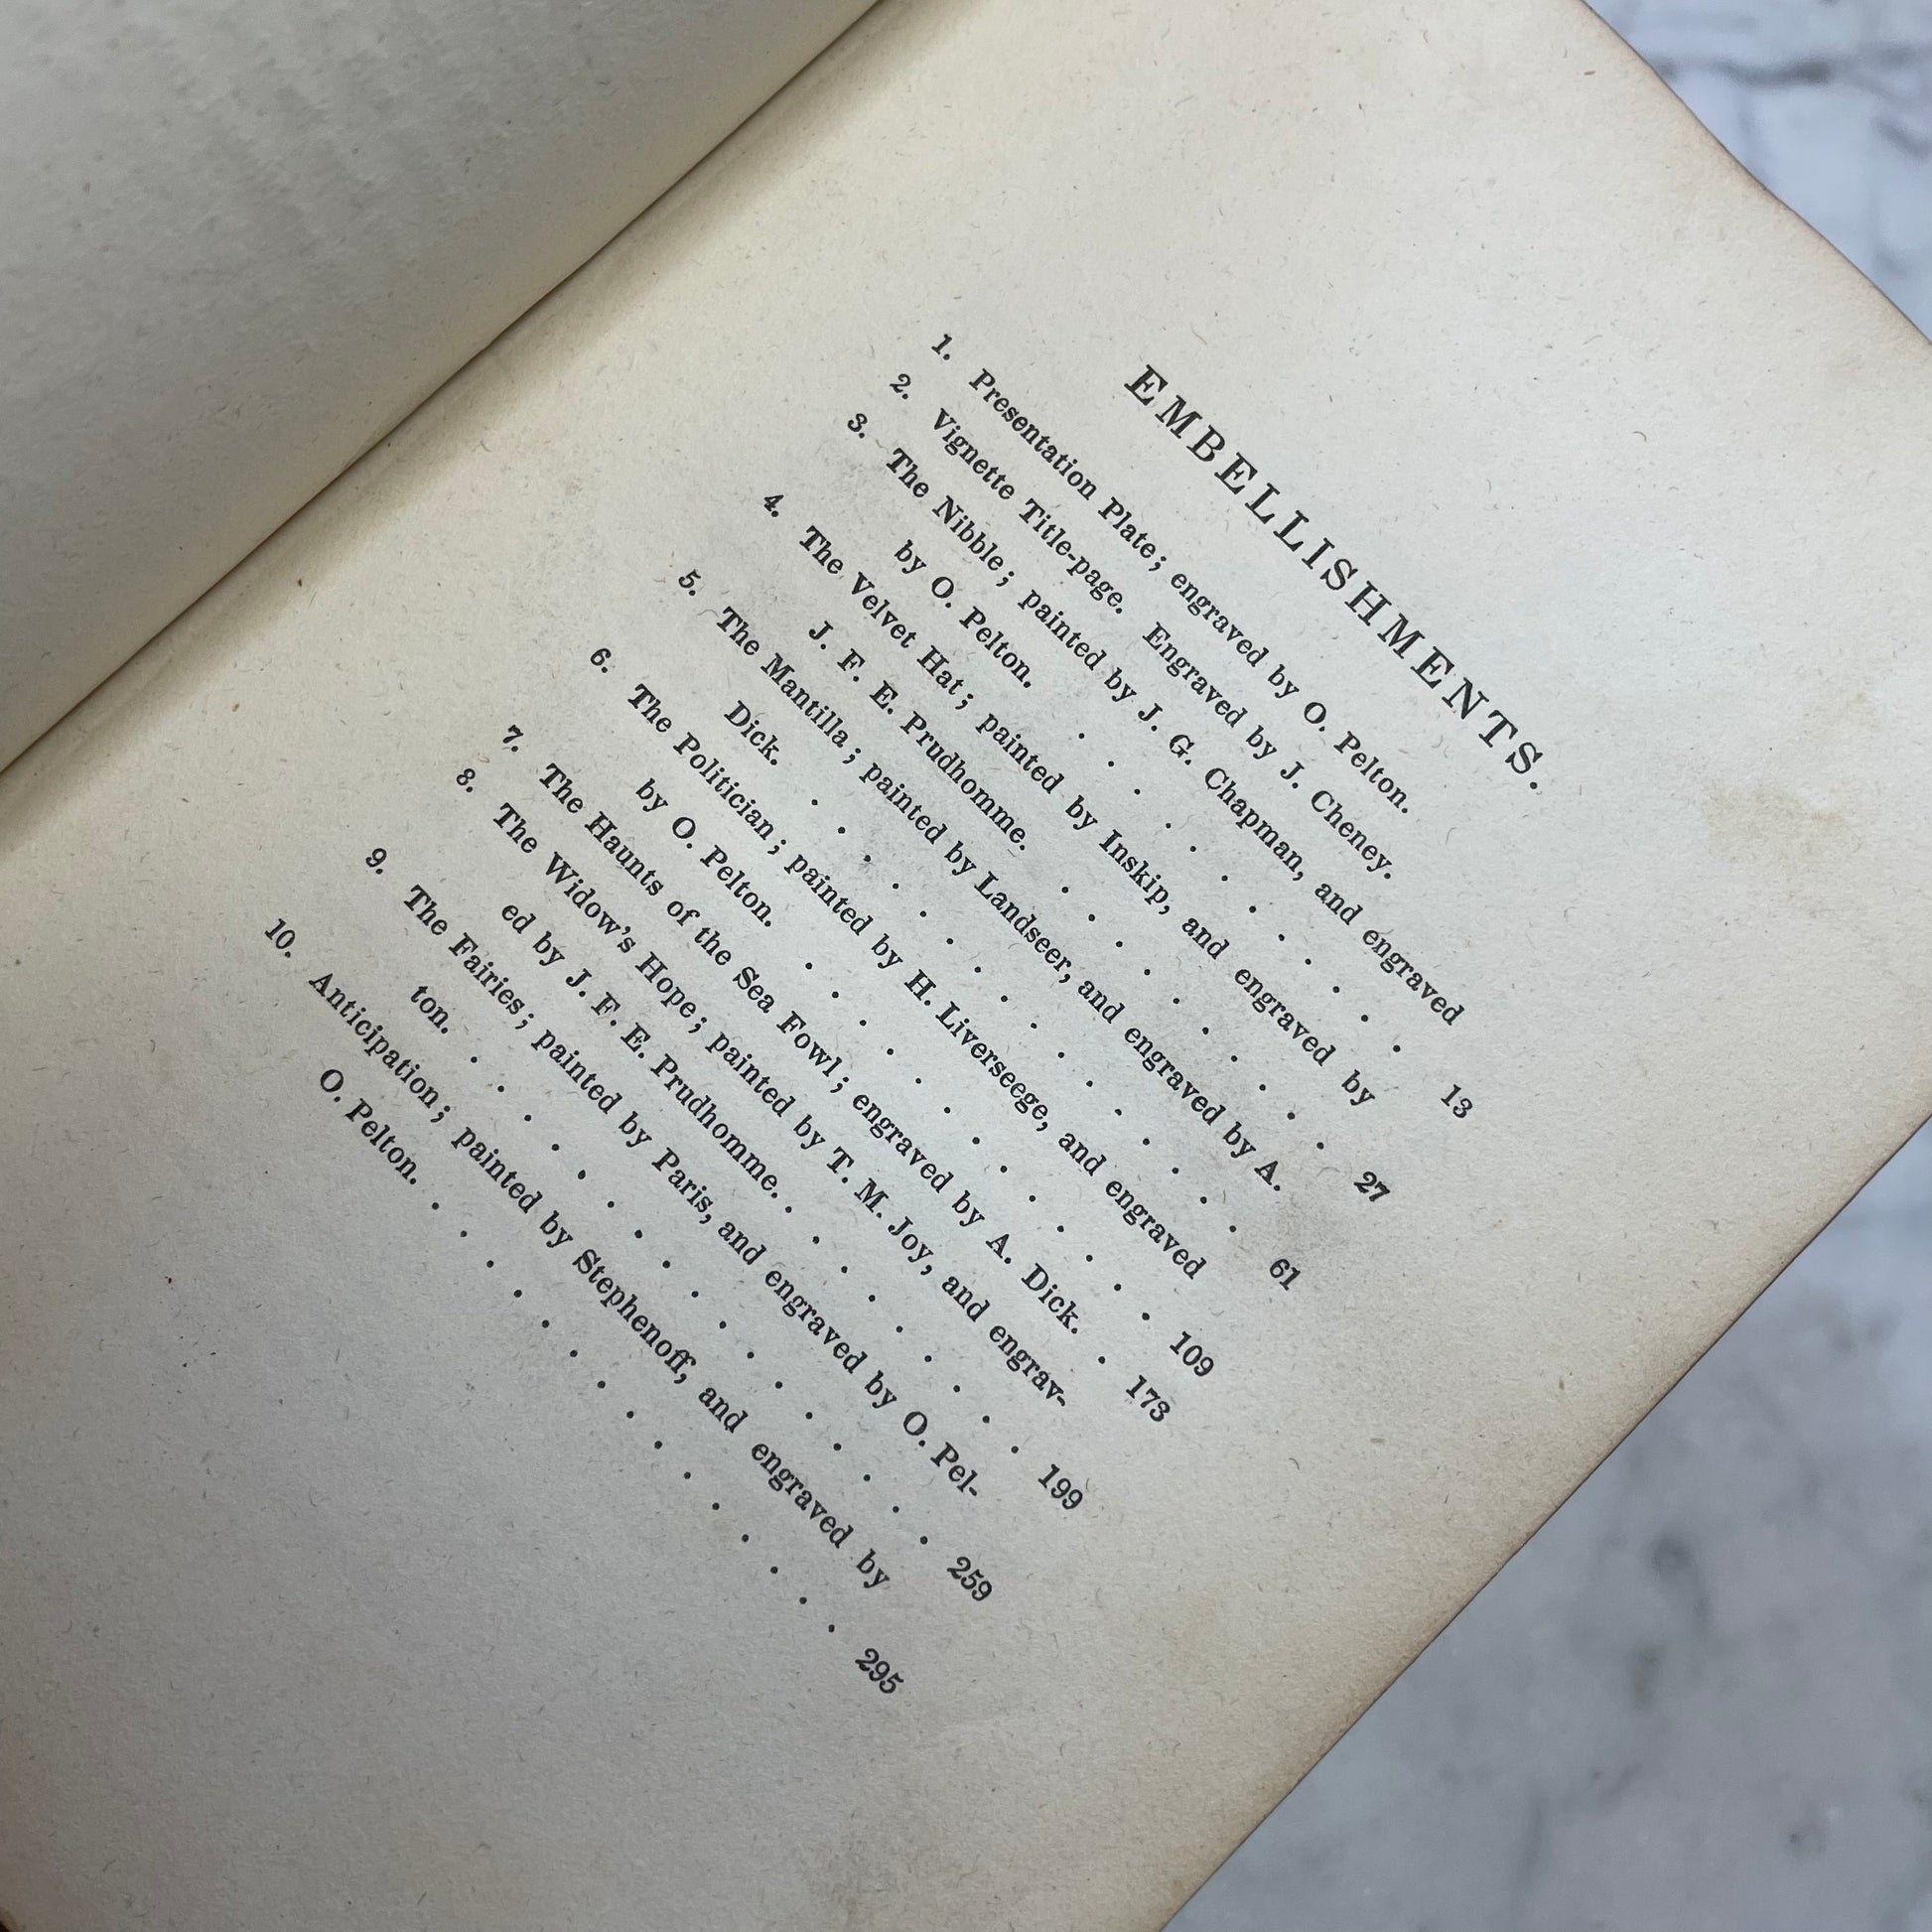 EMBELLISHMENTS.
1. Presentation Plate; engraved by O. Pelton.
2. Vignette Title-page. Engraved by J. Cheney.
3. The Nibble; painted by J. G. Chapman, and engraved
by O. Pelton. . . . . . . . . . . . . 13
4. The Velvet Hat; painted by Inskip, and engraved by
J. F. E. Prudhomme. . . . . . . . . . . 27
5. The Mantilla; painted by Landseer, and engraved by A.
Dick. . . . . . . . . . . . . . . . . 61
6. The Politician; painted by H. Liverseege, and engraved
by O. Pelton. . . . . . . . . . . . . . 109
7. The Haunts of the Sea Fowl; engraved by A. Dick. . 173
8. The Widow's Hope; painted by T. M. Joy, and engrav-
ed by J. F. E. Prudhomme. . . . . . . . . . 199
9. The Fairies; painted by Paris, and engraved by O. Pel-
ton. . . . . . . . . . . . . . . . . . 259
10. Anticipation; painted by Stephenoff, and engraved by
O. Pelton. . . . . . . . . . . . . . . . 295